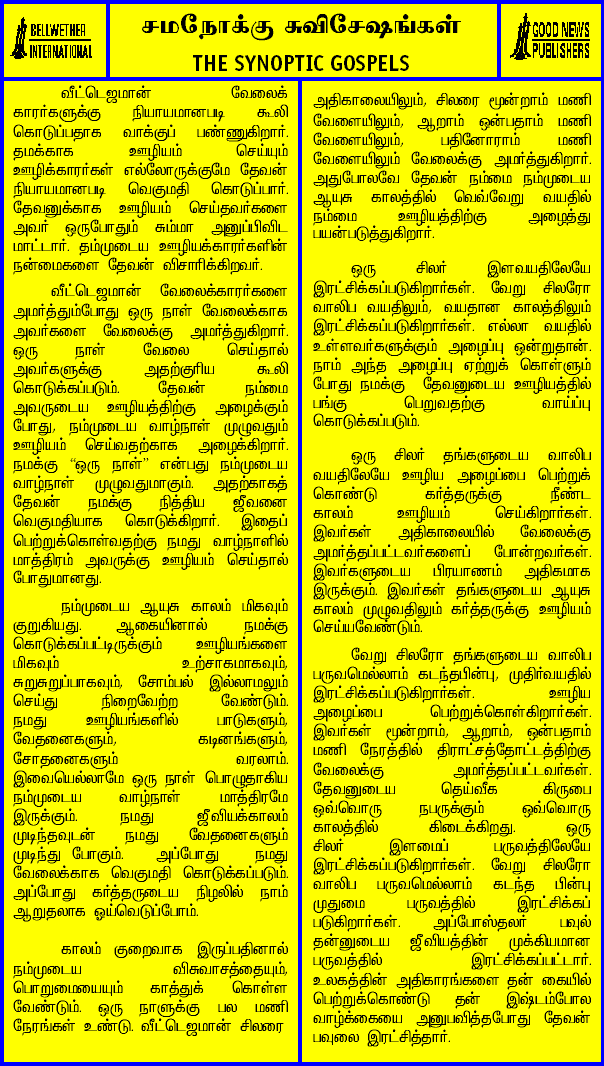 BELLWETHER
INTERNATIONAL
சமநோக்கு சுவிசேஷங்கள்
THE SYNOPTIC GOSPELS
GOOD NEWS
PUBLISHERS
வீட்டெஜமான் வேலைக்
காரர்களுக்கு நியாயமானபடி கூலி
கொடுப்பதாக வாக்குப் பண்ணுகிறார்.
தமக்காக ஊழியம் செய்யும்
ஊழிக்காரர்கள் எல்லோருக்குமே தேவன்
நியாயமானபடி வெகுமதி கொடுப்பார்.
தேவனுக்காக ஊழியம் செய்தவர்களை
அவர் ஒருபோதும் சும்மா அனுப்பிவிட
மாட்டார். தம்முடைய ஊழியக்காரர்களின்
நன்மைகளை தேவன் விசாரிக்கிறவர்.
வீட்டெஜமான் வேலைக்காரர்களை
அமர்த்தும்போது ஒரு நாள் வேலைக்காக
அவர்களை வேலைக்கு அமர்த்துகிறார்.
ஒரு நாள் வேலை செய்தால்
அவர்களுக்கு அதற்குரிய கூலி
கொடுக்கப்படும். தேவன் நம்மை
அவருடைய ஊழியத்திற்கு அழைக்கும்
போது, நம்முடைய வாழ்நாள் முழுவதும்
ஊழியம் செய்வதற்காக அழைக்கிறார்.
நமக்கு “ஒரு நாள்” என்பது நம்முடைய
வாழ்நாள் முழுவதுமாகும். அதற்காகத்
தேவன் நமக்கு நித்திய ஜீவனை
வெகுமதியாக கொடுக்கிறார். இதைப்
பெற்றுக்கொள்வதற்கு நமது வாழ்நாளில்
மாத்திரம் அவருக்கு ஊழியம் செய்தால்
போதுமானது.
நம்முடைய ஆயுசு காலம் மிகவும்
குறுகியது. ஆகையினால் நமக்கு
கொடுக்கப்பட்டிருக்கும் ஊழியங்களை
மிகவும் உற்சாகமாகவும்,
சுறுசுறுப்பாகவும், சோம்பல் இல்லாமலும்
செய்து நிறைவேற்ற வேண்டும்.
நமது ஊழியங்களில் பாடுகளும்,
வேதனைகளும், கடினங்களும்,
சோதனைகளும் வரலாம்.
இவையெல்லாமே ஒரு நாள் பொழுதாகிய
நம்முடைய வாழ்நாள் மாத்திரமே
இருக்கும். நமது ஜீவியக்காலம்
முடிந்தவுடன் நமது வேதனைகளும்
முடிந்து போகும். அப்போது நமது
வேலைக்காக வெகுமதி கொடுக்கப்படும்.
அப்போது கர்த்தருடைய நிழலில் நாம்
ஆறுதலாக ஓய்வெடுப்போம்.
காலம் குறைவாக இருப்பதினால்
நம்முடைய விசுவாசத்தையும்,
பொறுமையையும் காத்துக் கொள்ள
வேண்டும். ஒரு நாளுக்கு பல மணி
நேரங்கள் உண்டு. வீட்டெஜமான் சிலரை
அதிகாலையிலும், சிலரை மூன்றாம் மணி
வேளையிலும், ஆறாம் ஒன்பதாம் மணி
வேளையிலும், பதினோராம் மணி
வேளையிலும் வேலைக்கு அமர்த்துகிறார்.
அதுபோலவே தேவன் நம்மை நம்முடைய
ஆயுசு காலத்தில் வெவ்வேறு வயதில்
நம்மை ஊழியத்திற்கு அழைத்து
பயன்படுத்துகிறார்.
ஒரு சிலர் இளவயதிலேயே
இரட்சிக்கப்படுகிறார்கள். வேறு சிலரோ
வாலிப வயதிலும், வயதான காலத்திலும்
இரட்சிக்கப்படுகிறார்கள். எல்லா வயதில்
உள்ளவர்களுக்கும் அழைப்பு ஒன்றுதான்.
நாம் அந்த அழைப்பு ஏற்றுக் கொள்ளும்
போது நமக்கு தேவனுடைய ஊழியத்தில்
பங்கு பெறுவதற்கு வாய்ப்பு
கொடுக்கப்படும்.
ஒரு சிலர் தங்களுடைய வாலிப
வயதிலேயே ஊழிய அழைப்பை பெற்றுக்
கொண்டு கர்த்தருக்கு நீண்ட
காலம் ஊழியம் செய்கிறார்கள்.
இவர்கள் அதிகாலையில் வேலைக்கு
அமர்த்தப்பட்டவர்களைப் போன்றவர்கள்.
இவர்களுடைய பிரயாணம் அதிகமாக
இருக்கும். இவர்கள் தங்களுடைய ஆயுசு
காலம் முழுவதிலும் கர்த்தருக்கு ஊழியம்
செய்யவேண்டும்.
வேறு சிலரோ தங்களுடைய வாலிப
பருவமெல்லாம் கடந்தபின்பு, முதிர்வயதில்
இரட்சிக்கப்படுகிறார்கள். ஊழிய
அழைப்பை பெற்றுக்கொள்கிறார்கள்.
இவர்கள் மூன்றாம், ஆறாம், ஒன்பதாம்
மணி நேரத்தில் திராட்சத்தோட்டத்திற்கு
வேலைக்கு அமர்த்தப்பட்டவர்கள்.
தேவனுடைய தெய்வீக கிருபை
ஒவ்வொரு நபருக்கும் ஒவ்வொரு
காலத்தில் கிடைக்கிறது. ஒரு
சிலர் இளமைப் பருவத்திலேயே
இரட்சிக்கப்படுகிறார்கள். வேறு சிலரோ
வாலிப பருவமெல்லாம் கடந்த பின்பு
முதுமை பருவத்தில் இரட்சிக்கப்
படுகிறார்கள். அப்போஸ்தலர் பவுல்
தன்னுடைய ஜீவியத்தின் முக்கியமான
பருவத்தில் இரட்சிக்கப்பட்டார்.
உலகத்தின் அதிகாரங்களை தன் கையில்
பெற்றுக்கொண்டு தன் இஷ்டம்போல
வாழ்க்கையை அனுபவித்தபோது தேவன்
பவுலை இரட்சித்தார்.